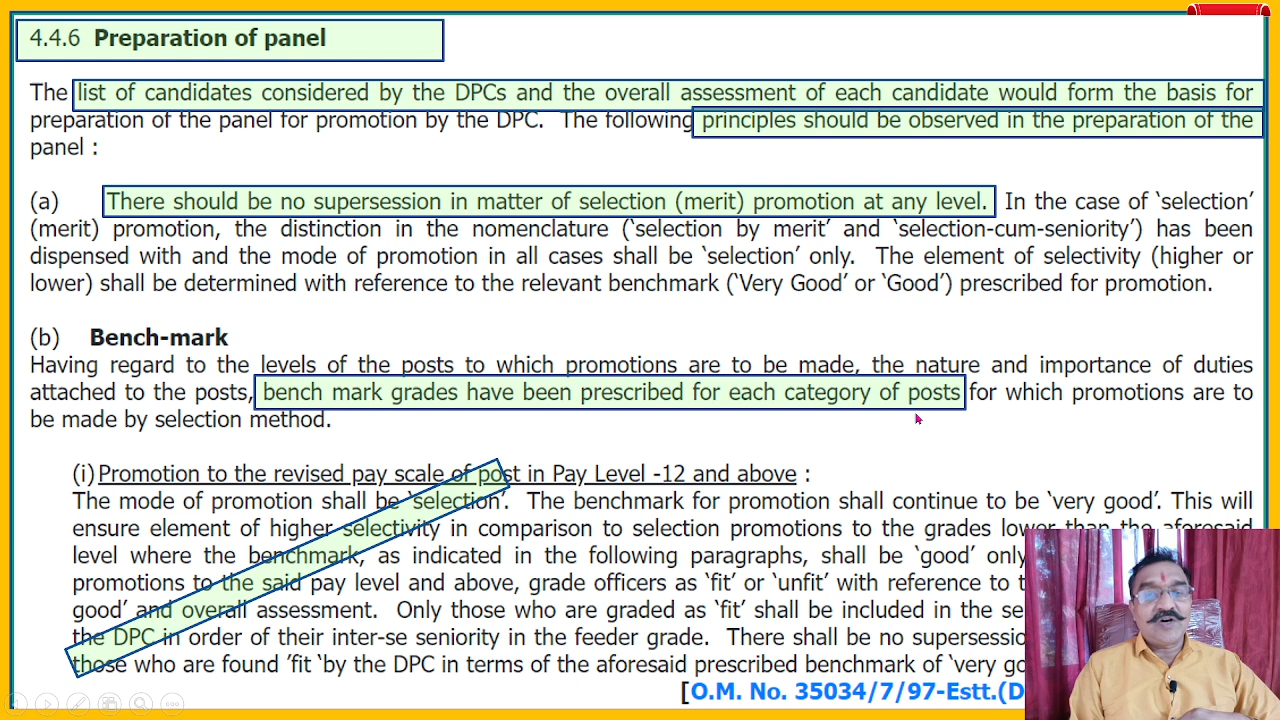 4.4.6 Preparation of panel
The list of candidates considered by the DPCs and the overall assessment of each candidate would form the basis for
preparation of the panel for promotion by the DPC. The following principles should be observed in the preparation of the
panel :
(a) There should be no supersession in matter of selection (merit) promotion at any level. In the case of ‘selection’
(merit) promotion, the distinction in the nomenclature (‘selection by merit’ and ‘selection-cum-seniority’) has been
dispensed with and the mode of promotion in all cases shall be ‘selection’ only. The element of selectivity (higher or
lower) shall be determined with reference to the relevant benchmark (‘Very Good’ or ‘Good’) prescribed for promotion.
(b) Bench-mark
Having regard to the levels of the posts to which promotions are to be made, the nature and importance of duties
attached to the posts, bench mark grades have been prescribed for each category of posts for which promotions are to
be made by selection method.
(i) Promotion to the revised pay scale of post in Pay Level -12 and above :
The mode of promotion shall be ‘selection’. The benchmark for promotion shall continue to be ‘very good’. This will
ensure element of higher selectivity in comparison to selection promotions to the grades lower than the aforesaid
level where the benchmark, as indicated in the following paragraphs, shall be ‘good’ only
promotions to the said pay level and above, grade officers as ‘fit’ or ‘unfit’ with reference to
good’ and overall assessment. Only those who are graded as ‘fit’ shall be included in the
the DPC in order of their inter-se seniority in the feeder grade. There shall be no
those who are found ’fit ‘by the DPC in terms of the aforesaid prescribed benchmark of ‘very
[O.M. No. 35034/7/97-Estt.(D